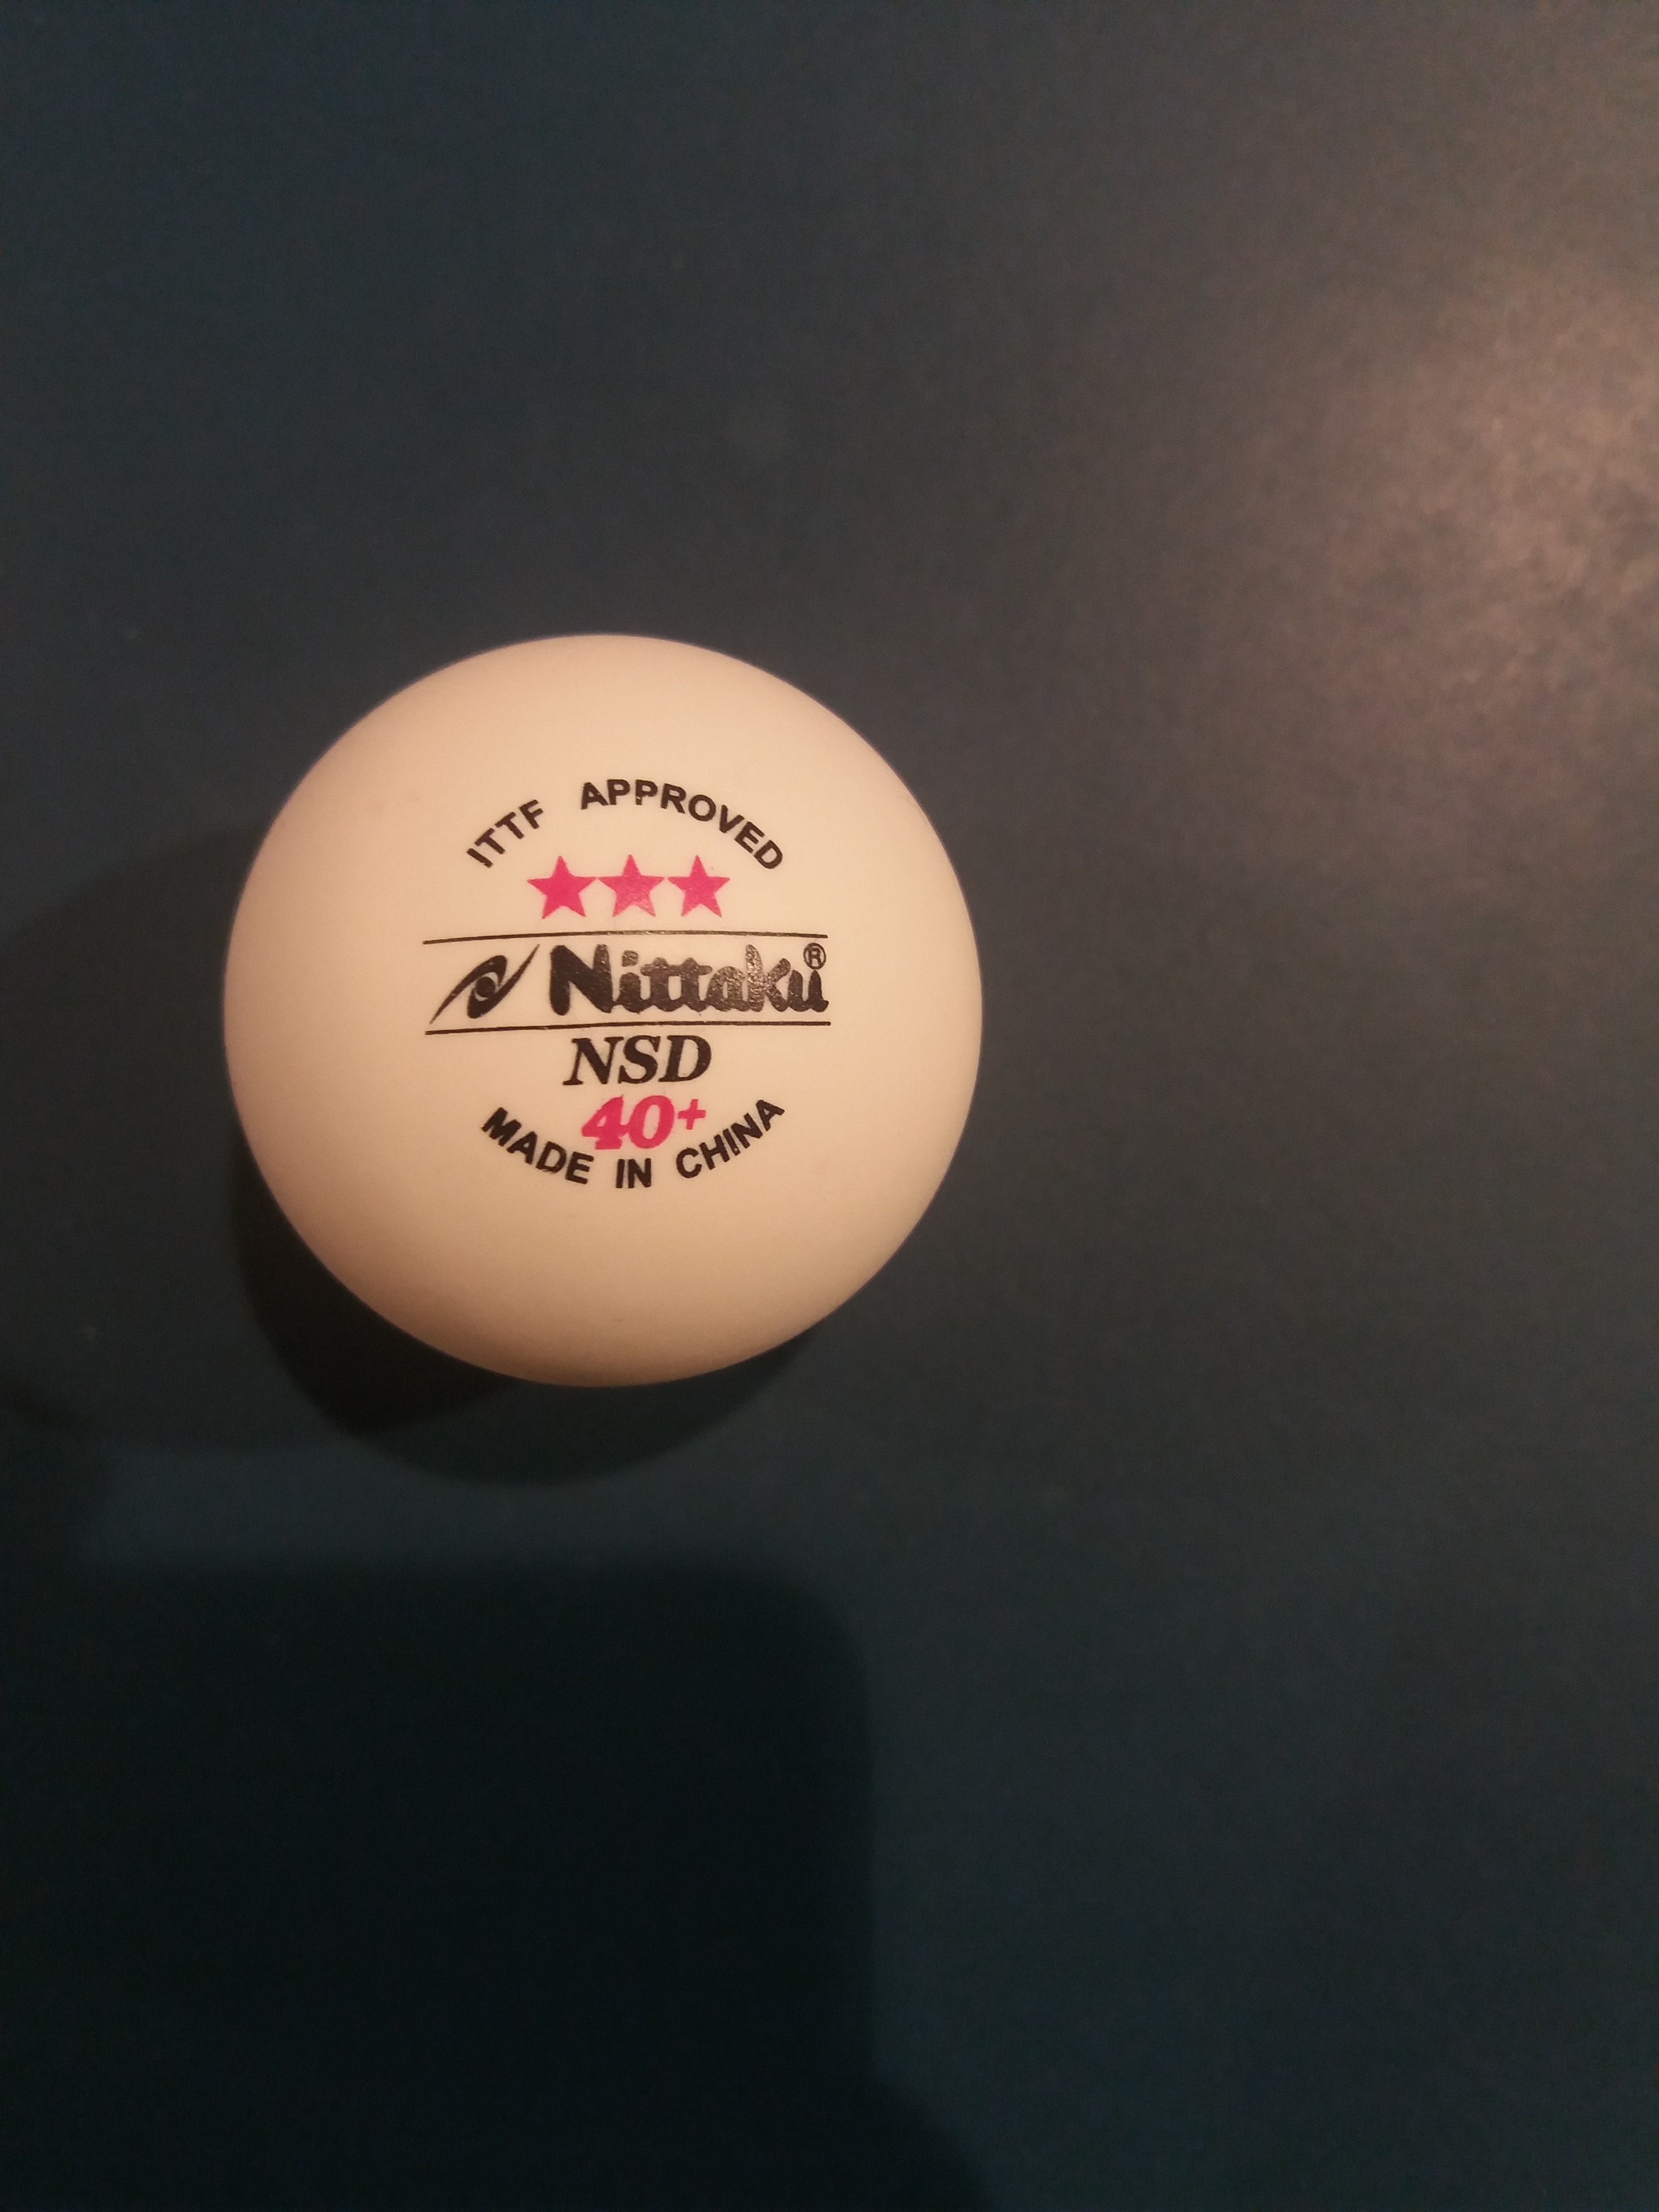 ITTF APPROVED
★★★
Nittaku®
NSD
40+
MADE IN CHINA